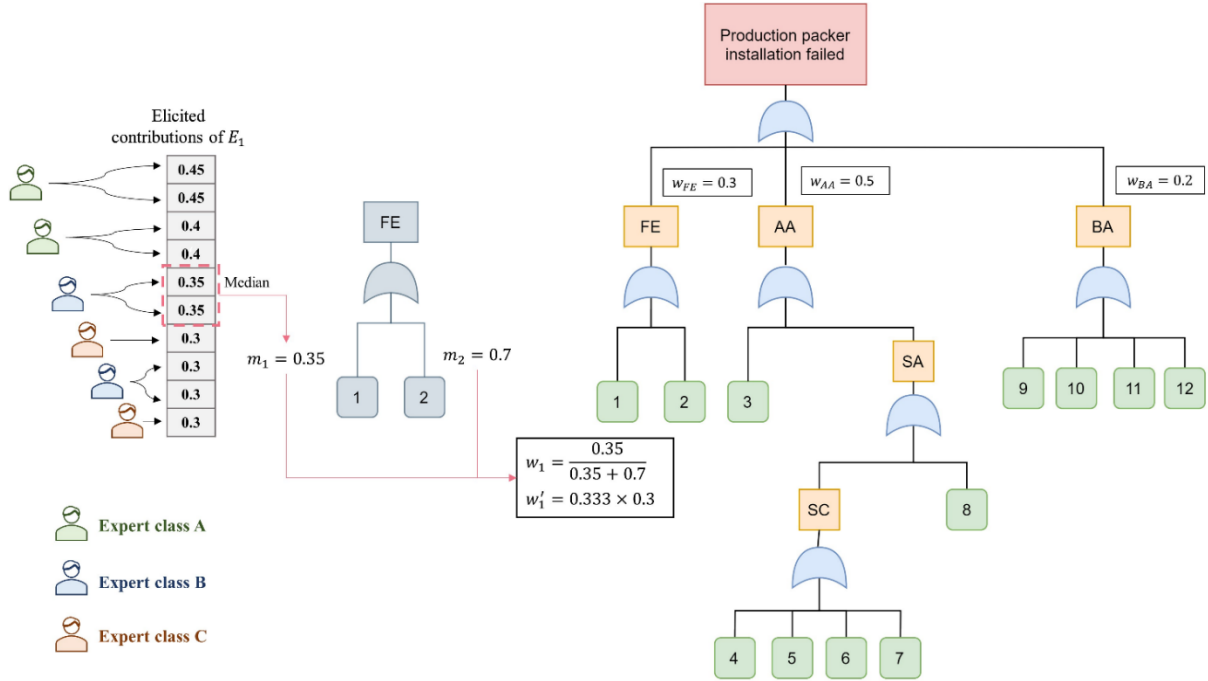 Elicited
contributions of E₁
0.45
0.45
0.4
0.4
0.35
0.35
0.3
0.3
0.3
0.3
Median
m₁ = 0.35
FE
1
2
m₂ = 0.7
w₁ = 0.35 / 0.35 + 0.7
w₁′ = 0.333 × 0.3
Expert class A
Expert class B
Expert class C
Production packer
installation failed
w_FE = 0.3
w_AA = 0.5
w_BA = 0.2
FE
AA
BA
1
2
3
SA
9
10
11
12
SC
8
4
5
6
7